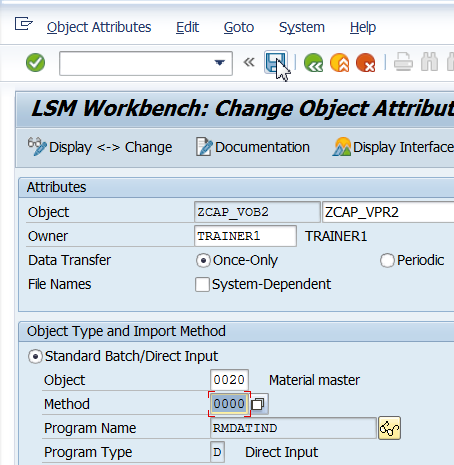 Object Attributes Edit Goto System Help
LSM Workbench: Change Object Attribut
Display <-> Change Documentation Display Interface
Attributes
Object ZCAP_VOB2 ZCAP_VPR2
Owner TRAINER1 TRAINER1
Data Transfer Once-Only Periodic
File Names System-Dependent
Object Type and Import Method
Standard Batch/Direct Input
Object 0020 Material master
Method 0000
Program Name RMDATIND
Program Type D Direct Input